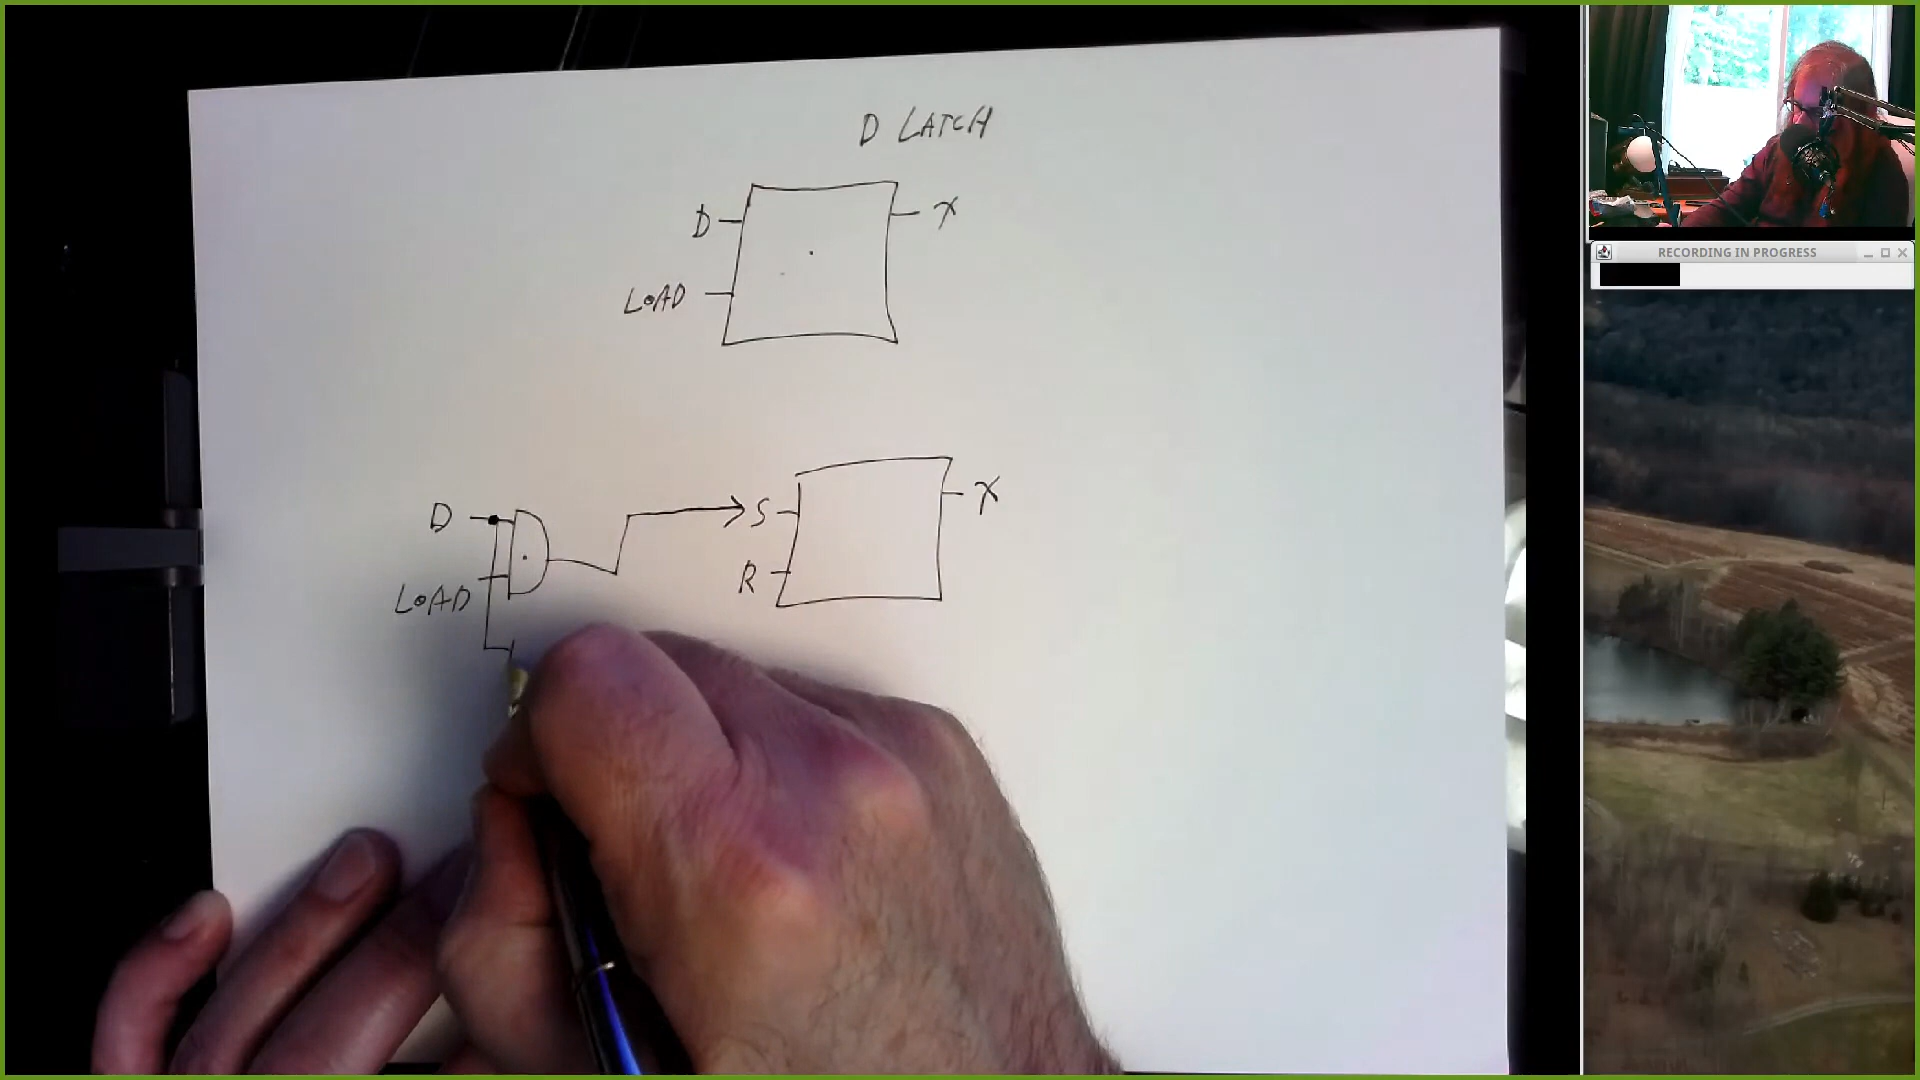 D LATCH
D X
LOAD
D S X
LOAD R
RECORDING IN PROGRESS